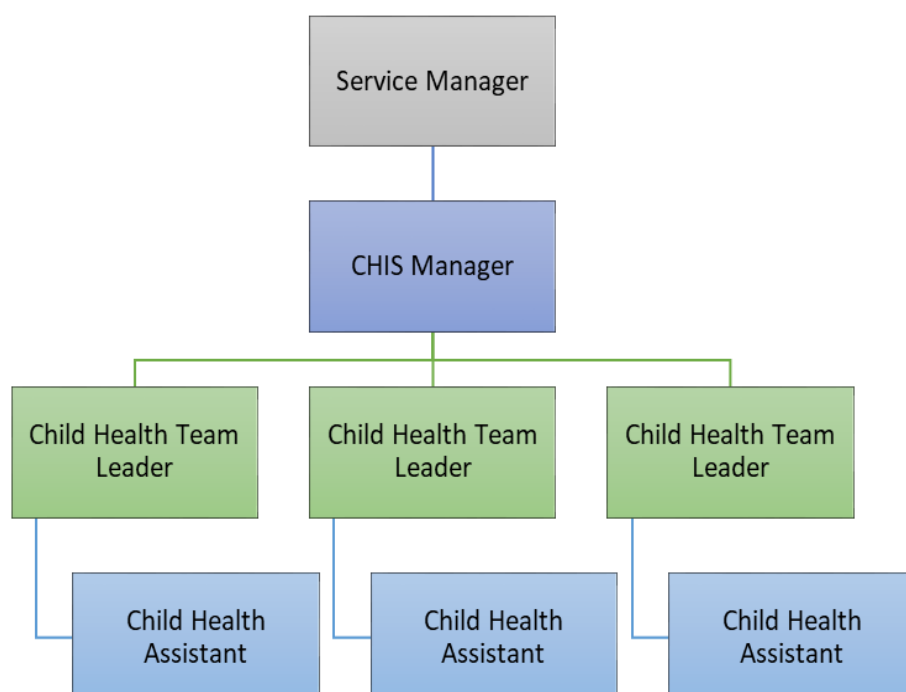 Service Manager
CHIS Manager
Child Health Team
Leader
Child Health Team
Leader
Child Health Team
Leader
Child Health
Assistant
Child Health
Assistant
Child Health
Assistant